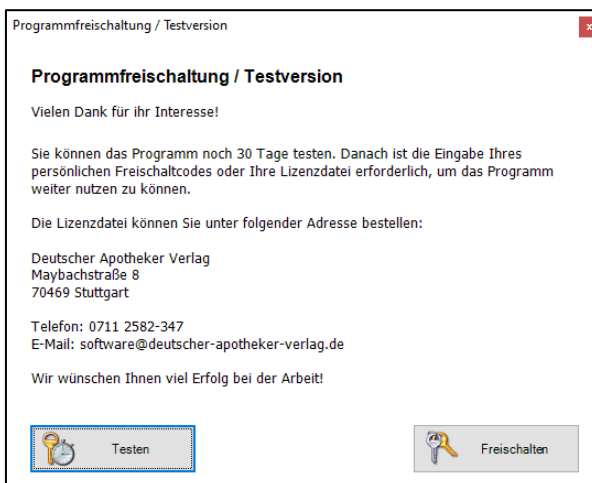 Programmfreischaltung / Testversion
x
Programmfreischaltung / Testversion
Vielen Dank für ihr Interesse!
Sie können das Programm noch 30 Tage testen. Danach ist die Eingabe Ihres
persönlichen Freischaltcodes oder Ihre Lizenzdatei erforderlich, um das Programm
weiter nutzen zu können.
Die Lizenzdatei können Sie unter folgender Adresse bestellen:
Deutscher Apotheker Verlag
Maybachstraße 8
70469 Stuttgart
Telefon: 0711 2582-347
E-Mail: software@deutscher-apotheker-verlag.de
Wir wünschen Ihnen viel Erfolg bei der Arbeit!
Testen
Freischalten